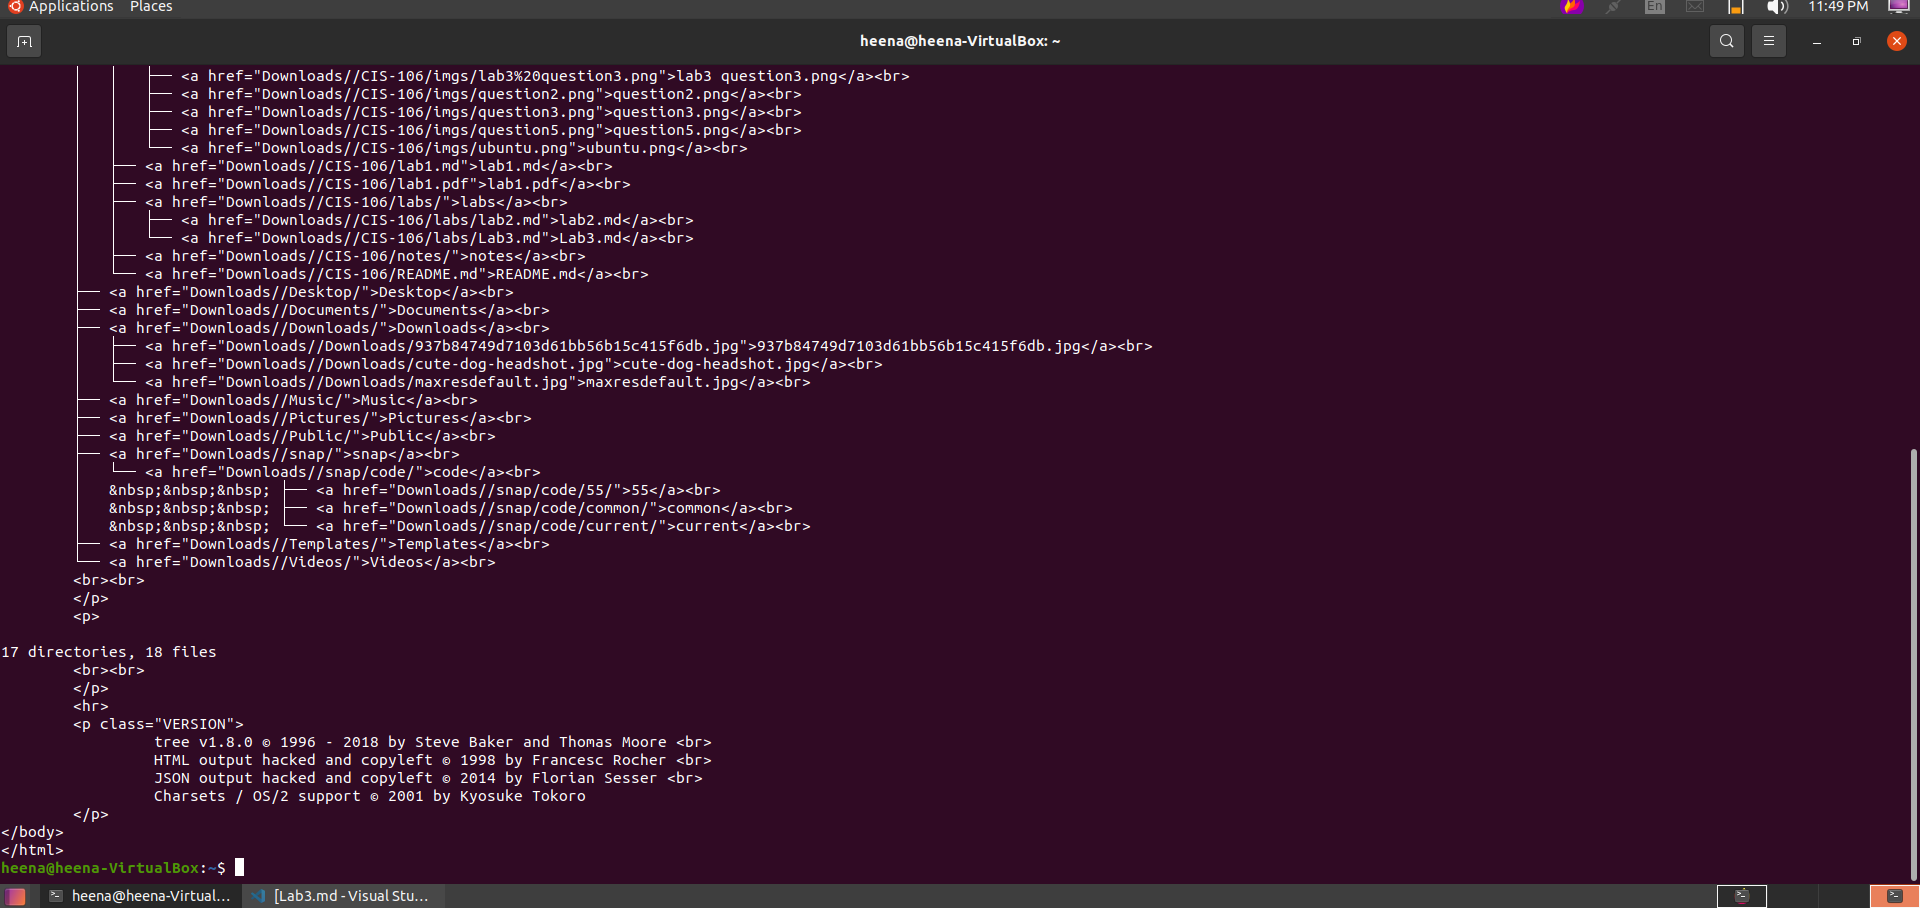 Applications Places En 11:49 PM
heena@heena-VirtualBox: ~
├── <a href="Downloads//CIS-106/imgs/lab3%20question3.png">lab3 question3.png</a><br>
├── <a href="Downloads//CIS-106/imgs/question2.png">question2.png</a><br>
├── <a href="Downloads//CIS-106/imgs/question3.png">question3.png</a><br>
├── <a href="Downloads//CIS-106/imgs/question5.png">question5.png</a><br>
└── <a href="Downloads//CIS-106/imgs/ubuntu.png">ubuntu.png</a><br>
├── <a href="Downloads//CIS-106/lab1.md">lab1.md</a><br>
├── <a href="Downloads//CIS-106/lab1.pdf">lab1.pdf</a><br>
├── <a href="Downloads//CIS-106/labs/">labs</a><br>
├── <a href="Downloads//CIS-106/labs/lab2.md">lab2.md</a><br>
└── <a href="Downloads//CIS-106/labs/Lab3.md">Lab3.md</a><br>
├── <a href="Downloads//CIS-106/notes/">notes</a><br>
└── <a href="Downloads//CIS-106/README.md">README.md</a><br>
├── <a href="Downloads//Desktop/">Desktop</a><br>
├── <a href="Downloads//Documents/">Documents</a><br>
├── <a href="Downloads//Downloads/">Downloads</a><br>
├── <a href="Downloads//Downloads/937b84749d7103d61bb56b15c415f6db.jpg">937b84749d7103d61bb56b15c415f6db.jpg</a><br>
├── <a href="Downloads//Downloads/cute-dog-headshot.jpg">cute-dog-headshot.jpg</a><br>
└── <a href="Downloads//Downloads/maxresdefault.jpg">maxresdefault.jpg</a><br>
├── <a href="Downloads//Music/">Music</a><br>
├── <a href="Downloads//Pictures/">Pictures</a><br>
├── <a href="Downloads//Public/">Public</a><br>
├── <a href="Downloads//snap/">snap</a><br>
└── <a href="Downloads//snap/code/">code</a><br>
&nbsp;&nbsp;&nbsp; ├── <a href="Downloads//snap/code/55/">55</a><br>
&nbsp;&nbsp;&nbsp; ├── <a href="Downloads//snap/code/common/">common</a><br>
&nbsp;&nbsp;&nbsp; └── <a href="Downloads//snap/code/current/">current</a><br>
├── <a href="Downloads//Templates/">Templates</a><br>
└── <a href="Downloads//Videos/">Videos</a><br>
<br><br>
</p>
<p>
17 directories, 18 files
<br><br>
</p>
<hr>
<p class="VERSION">
tree v1.8.0 © 1996 - 2018 by Steve Baker and Thomas Moore <br>
HTML output hacked and copyleft © 1998 by Francesc Rocher <br>
JSON output hacked and copyleft © 2014 by Florian Sesser <br>
Charsets / OS/2 support © 2001 by Kyosuke Tokoro
</p>
</body>
</html>
heena@heena-VirtualBox:~$
heena@heena-Virtual... [Lab3.md - Visual Stu...